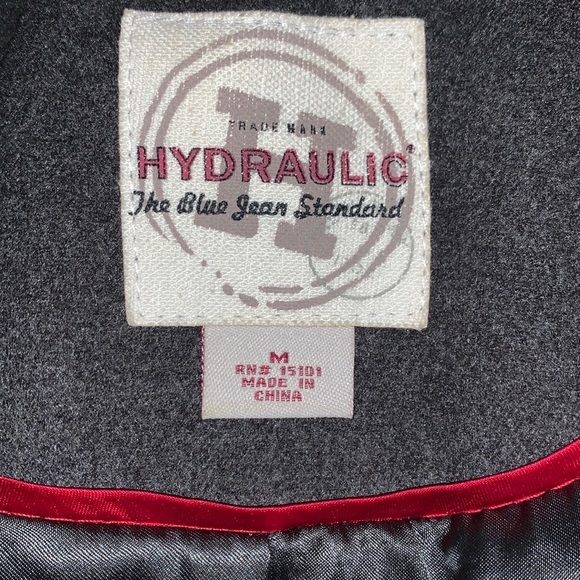 H
TRADE MARK
HYDRAULIC®
The Blue Jean Standard
M
RN# 15101
MADE IN
CHINA